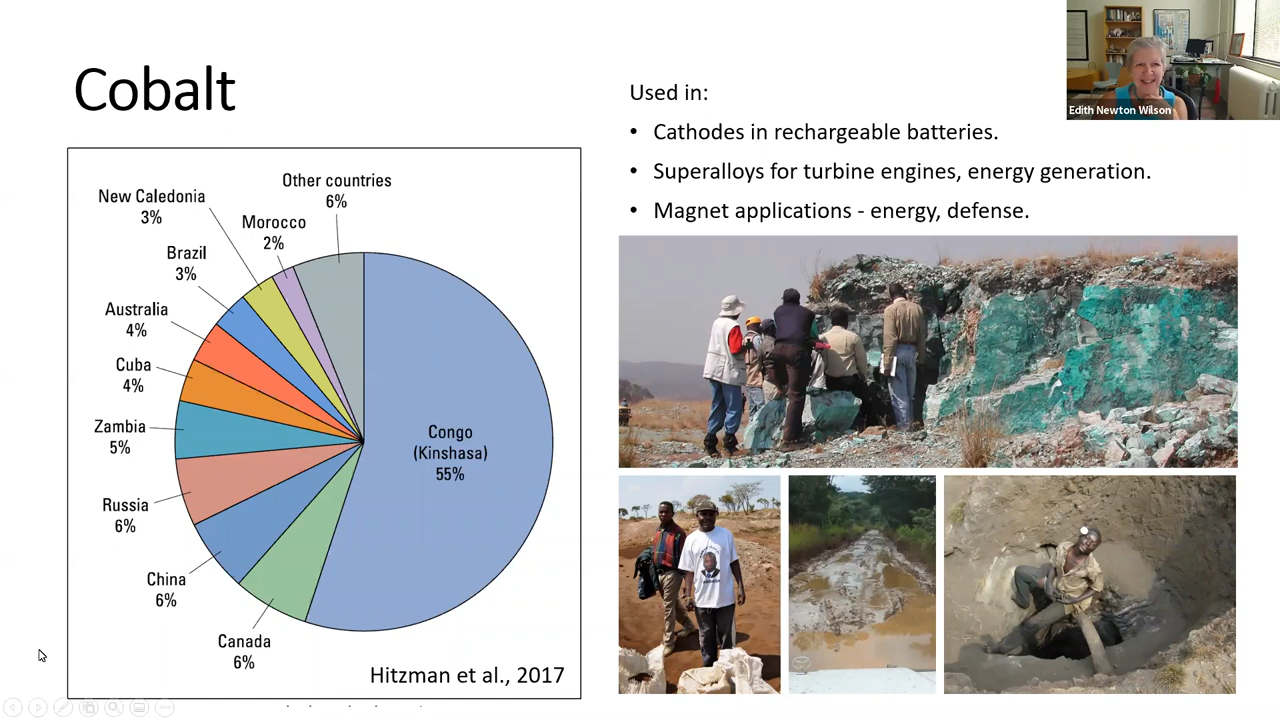 Cobalt
Other countries
6%
New Caledonia
3%
Morocco
2%
Brazil
3%
Australia
4%
Cuba
4%
Zambia
5%
Russia
6%
China
6%
Canada
6%
Congo
(Kinshasa)
55%
Hitzman et al., 2017
Used in:
• Cathodes in rechargeable batteries.
• Superalloys for turbine engines, energy generation.
• Magnet applications - energy, defense.
Edith Newton Wilson